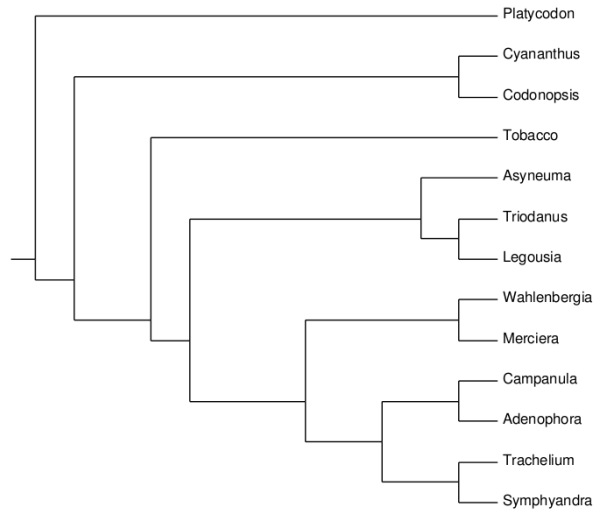 Platycodon
Cyananthus
Codonopsis
Tobacco
Asyneuma
Triodanus
Legousia
Wahlenbergia
Merciera
Campanula
Adenophora
Trachelium
Symphyandra